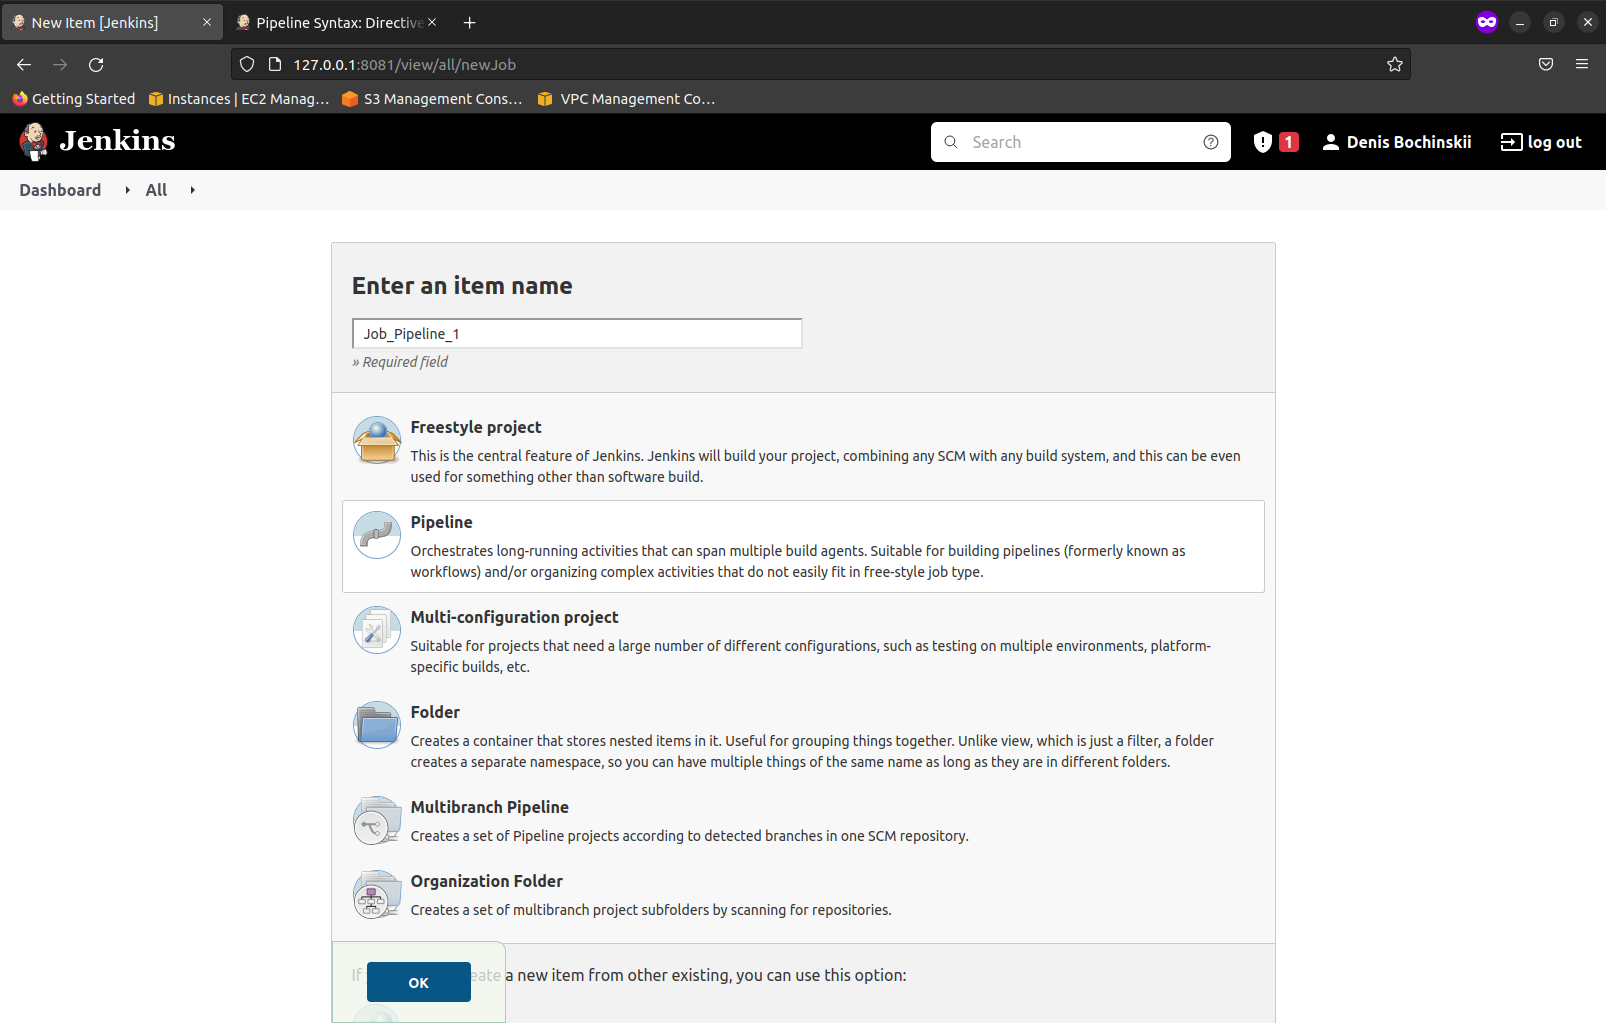 New Item [Jenkins]
Pipeline Syntax: Directive
127.0.0.1:8081/view/all/newJob
Getting Started
Instances | EC2 Manag...
S3 Management Cons...
VPC Management Co...
Jenkins
Search
1
Denis Bochinskii
log out
Dashboard
All
Enter an item name
Job_Pipeline_1
» Required field
Freestyle project
This is the central feature of Jenkins. Jenkins will build your project, combining any SCM with any build system, and this can be even
used for something other than software build.
Pipeline
Orchestrates long-running activities that can span multiple build agents. Suitable for building pipelines (formerly known as
workflows) and/or organizing complex activities that do not easily fit in free-style job type.
Multi-configuration project
Suitable for projects that need a large number of different configurations, such as testing on multiple environments, platform-
specific builds, etc.
Folder
Creates a container that stores nested items in it. Useful for grouping things together. Unlike view, which is just a filter, a folder
creates a separate namespace, so you can have multiple things of the same name as long as they are in different folders.
Multibranch Pipeline
Creates a set of Pipeline projects according to detected branches in one SCM repository.
Organization Folder
Creates a set of multibranch project subfolders by scanning for repositories.
If eate a new item from other existing, you can use this option:
OK